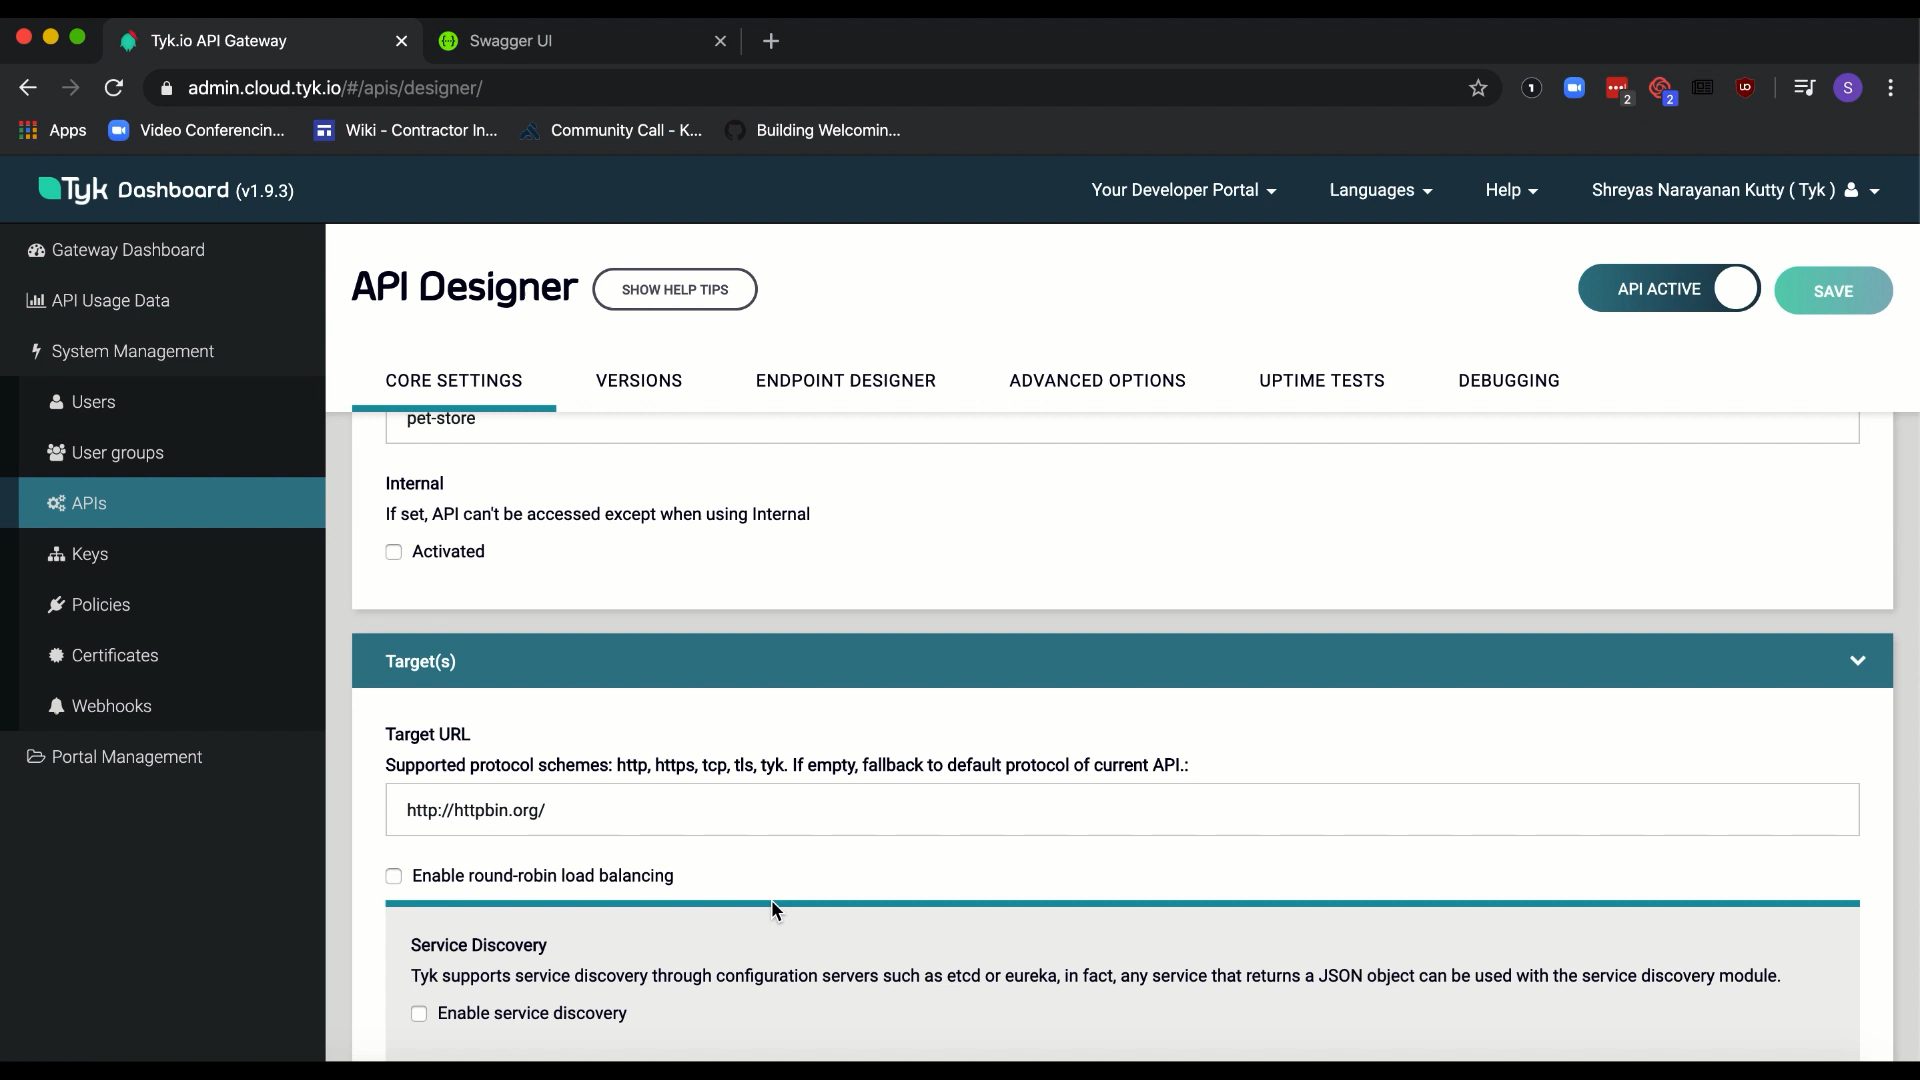 Tyk.io API Gateway
Swagger UI
admin.cloud.tyk.io/#/apis/designer/
1
2
2
S
Apps
Video Conferencin...
Wiki - Contractor In...
Community Call - K...
Building Welcomin...
Tyk Dashboard (v1.9.3)
Your Developer Portal
Languages
Help
Shreyas Narayanan Kutty ( Tyk )
Gateway Dashboard
API Usage Data
System Management
Users
User groups
APIs
Keys
Policies
Certificates
Webhooks
Portal Management
API Designer
SHOW HELP TIPS
API ACTIVE
SAVE
CORE SETTINGS
VERSIONS
ENDPOINT DESIGNER
ADVANCED OPTIONS
UPTIME TESTS
DEBUGGING
pet-store
Internal
If set, API can't be accessed except when using Internal
Activated
Target(s)
Target URL
Supported protocol schemes: http, https, tcp, tls, tyk. If empty, fallback to default protocol of current API.:
http://httpbin.org/
Enable round-robin load balancing
Service Discovery
Tyk supports service discovery through configuration servers such as etcd or eureka, in fact, any service that returns a JSON object can be used with the service discovery module.
Enable service discovery